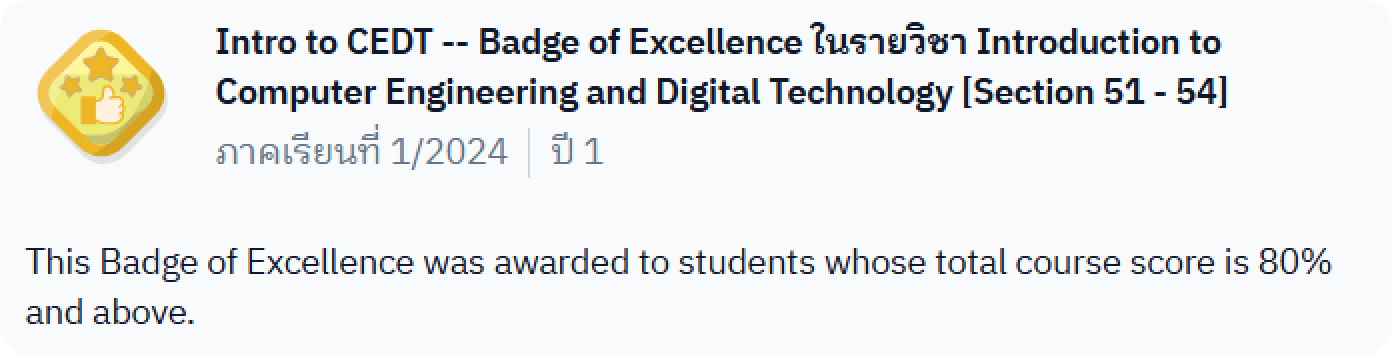 Intro to CEDT -- Badge of Excellence ในรายวิชา Introduction to
Computer Engineering and Digital Technology [Section 51 - 54]
ภาคเรียนที่ 1/2024 | ปี 1
This Badge of Excellence was awarded to students whose total course score is 80%
and above.